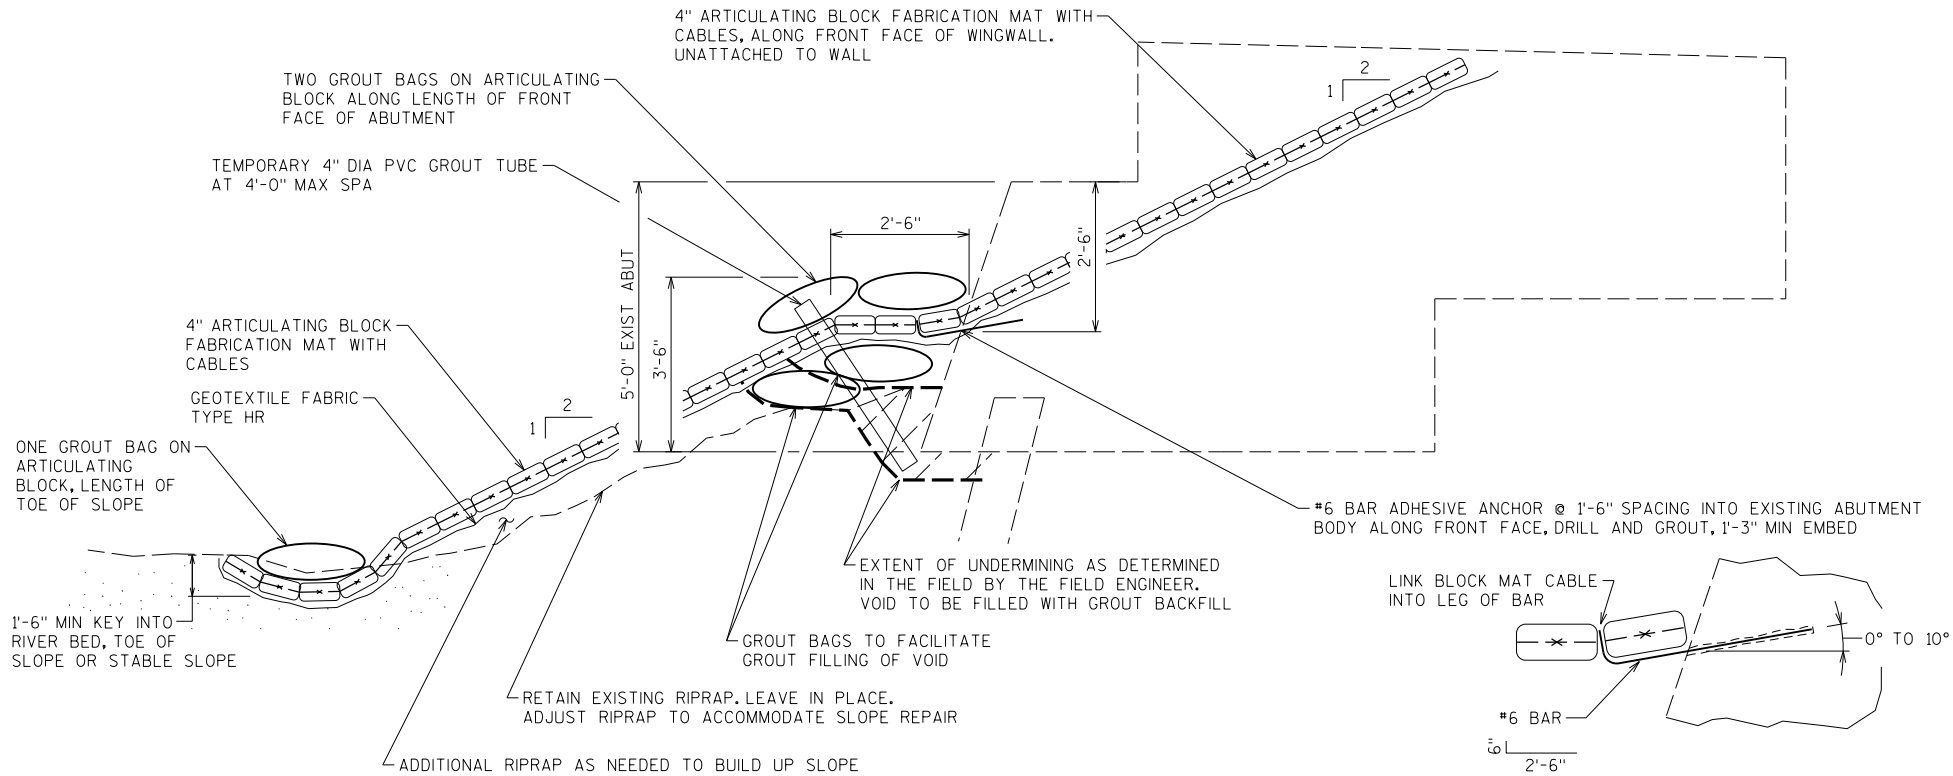 4" ARTICULATING BLOCK FABRICATION MAT WITH
CABLES, ALONG FRONT FACE OF WINGWALL.
UNATTACHED TO WALL
2
1
TWO GROUT BAGS ON ARTICULATING
BLOCK ALONG LENGTH OF FRONT
FACE OF ABUTMENT
TEMPORARY 4" DIA PVC GROUT TUBE
AT 4'-0" MAX SPA
2'-6"
2'-6"
5'-0" EXIST ABUT
3'-6"
4" ARTICULATING BLOCK
FABRICATION MAT WITH
CABLES
GEOTEXTILE FABRIC
TYPE HR
2
1
ONE GROUT BAG ON
ARTICULATING
BLOCK, LENGTH OF
TOE OF SLOPE
#6 BAR ADHESIVE ANCHOR @ 1'-6" SPACING INTO EXISTING ABUTMENT
BODY ALONG FRONT FACE, DRILL AND GROUT, 1'-3" MIN EMBED
EXTENT OF UNDERMINING AS DETERMINED
IN THE FIELD BY THE FIELD ENGINEER.
VOID TO BE FILLED WITH GROUT BACKFILL
LINK BLOCK MAT CABLE
INTO LEG OF BAR
1'-6" MIN KEY INTO
RIVER BED, TOE OF
SLOPE OR STABLE SLOPE
GROUT BAGS TO FACILITATE
GROUT FILLING OF VOID
0° TO 10°
RETAIN EXISTING RIPRAP. LEAVE IN PLACE.
ADJUST RIPRAP TO ACCOMMODATE SLOPE REPAIR
#6 BAR
6"
2'-6"
ADDITIONAL RIPRAP AS NEEDED TO BUILD UP SLOPE